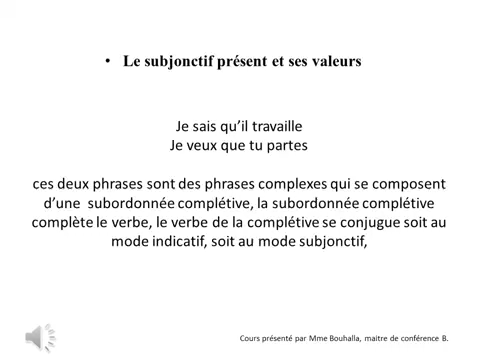 • Le subjonctif présent et ses valeurs
Je sais qu'il travaille
Je veux que tu partes
ces deux phrases sont des phrases complexes qui se composent
d'une  subordonnée complétive, la subordonnée complétive
complète le verbe, le verbe de la complétive se conjugue soit au
mode indicatif, soit au mode subjonctif,
Cours présenté par Mme Bouhalla, maitre de conférence B.